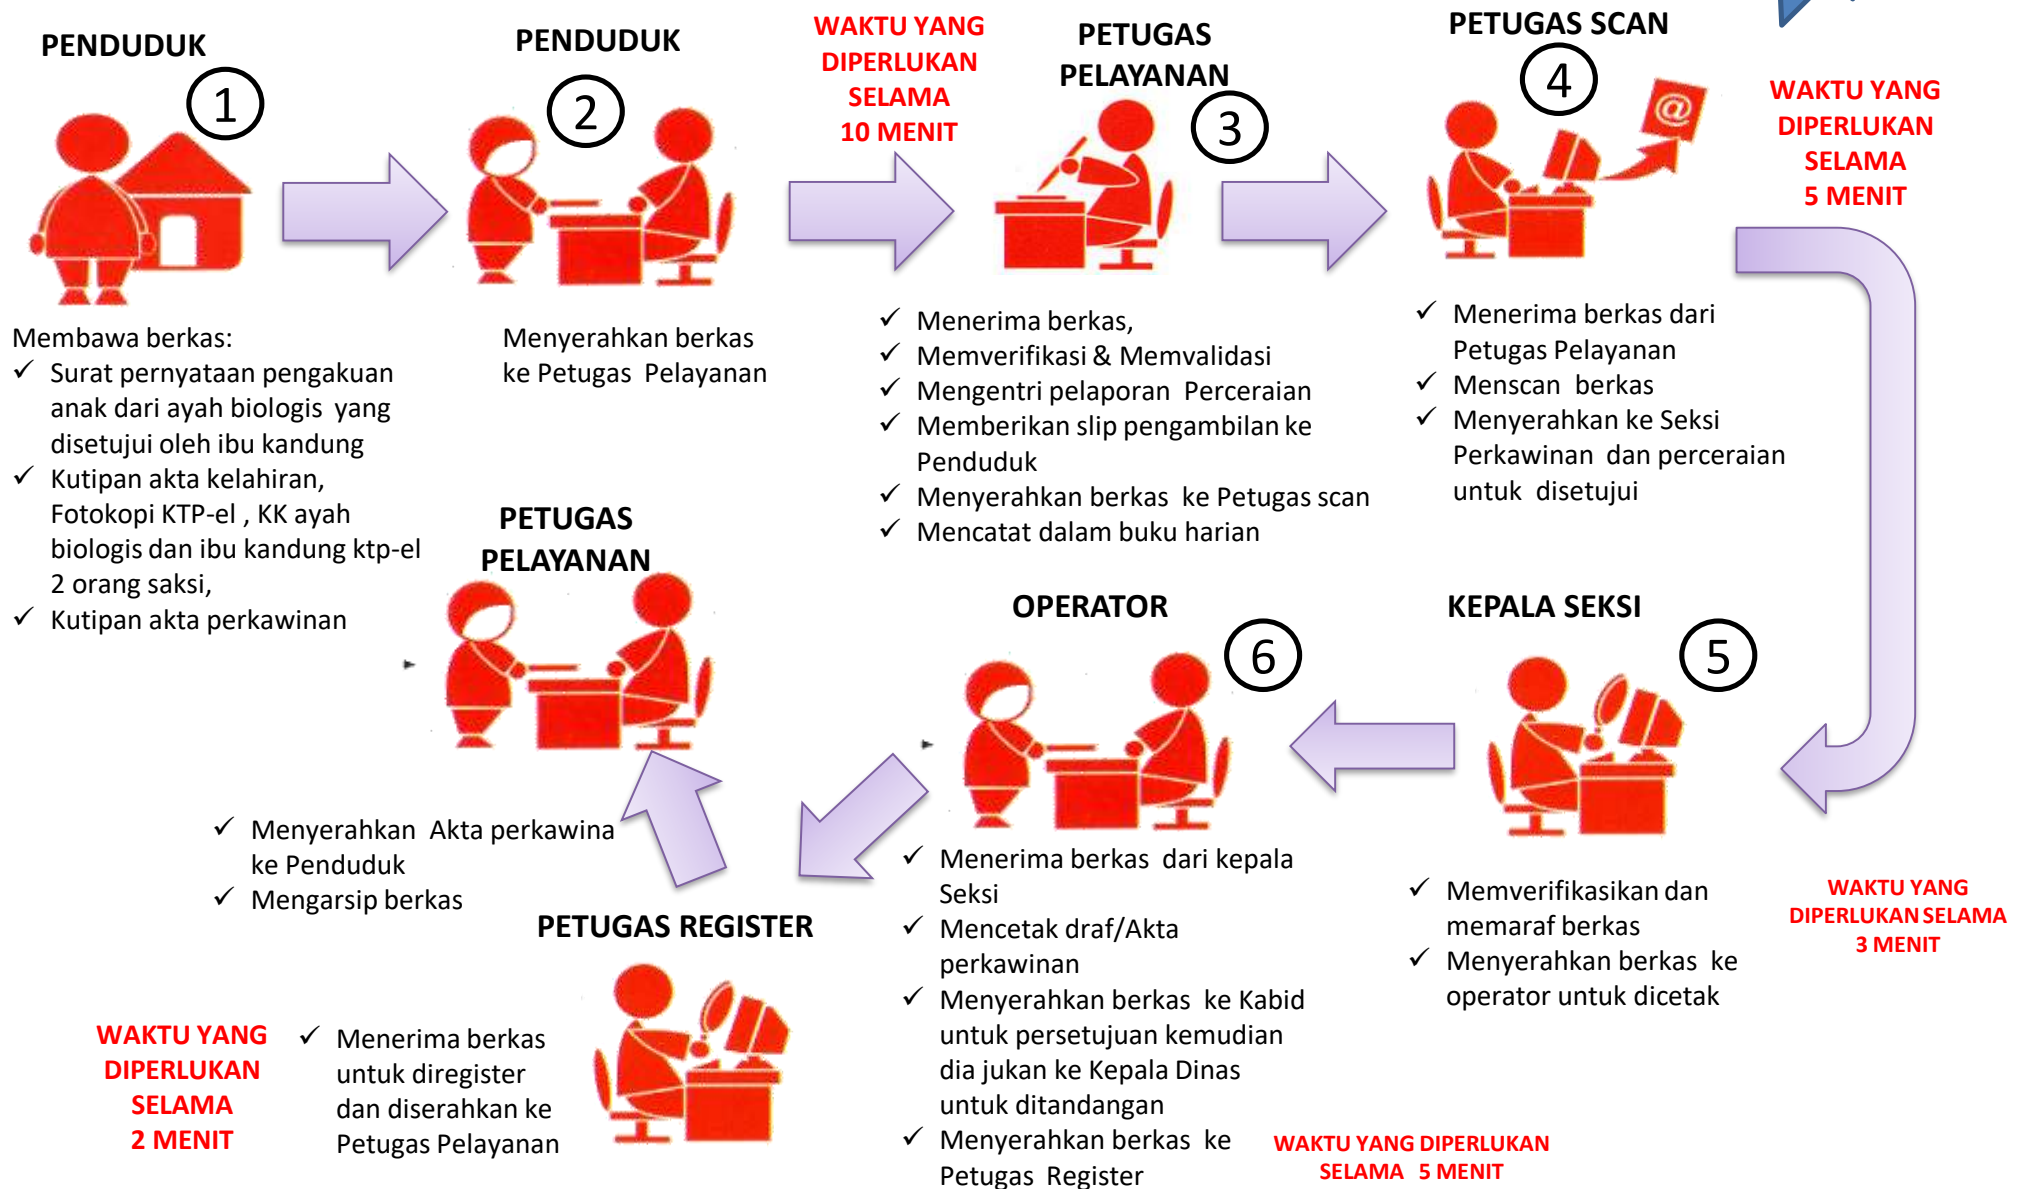 PENDUDUK
1
Membawa berkas:
✓ Surat pernyataan pengakuan
anak dari ayah biologis yang
disetujui oleh ibu kandung
✓ Kutipan akta kelahiran,
Fotokopi KTP-el , KK ayah
biologis dan ibu kandung ktp-el
2 orang saksi,
✓ Kutipan akta perkawinan
PENDUDUK
2
Menyerahkan berkas
ke Petugas Pelayanan
WAKTU YANG
DIPERLUKAN
SELAMA
10 MENIT
PETUGAS
PELAYANAN
3
✓ Menerima berkas,
✓ Memverifikasi & Memvalidasi
✓ Mengentri pelaporan Perceraian
✓ Memberikan slip pengambilan ke
Penduduk
✓ Menyerahkan berkas ke Petugas scan
✓ Mencatat dalam buku harian
PETUGAS SCAN
4
@
✓ Menerima berkas dari
Petugas Pelayanan
✓ Menscan berkas
✓ Menyerahkan ke Seksi
Perkawinan dan perceraian
untuk disetujui
WAKTU YANG
DIPERLUKAN
SELAMA
5 MENIT
KEPALA SEKSI
5
✓ Memverifikasikan dan
memaraf berkas
✓ Menyerahkan berkas ke
operator untuk dicetak
WAKTU YANG
DIPERLUKAN SELAMA
3 MENIT
OPERATOR
6
✓ Menerima berkas dari kepala
Seksi
✓ Mencetak draf/Akta
perkawinan
✓ Menyerahkan berkas ke Kabid
untuk persetujuan kemudian
dia jukan ke Kepala Dinas
untuk ditandangan
✓ Menyerahkan berkas ke
Petugas Register
WAKTU YANG DIPERLUKAN
SELAMA 5 MENIT
PETUGAS REGISTER
✓ Menerima berkas
untuk diregister
dan diserahkan ke
Petugas Pelayanan
WAKTU YANG
DIPERLUKAN
SELAMA
2 MENIT
PETUGAS
PELAYANAN
✓ Menyerahkan Akta perkawina
ke Penduduk
✓ Mengarsip berkas